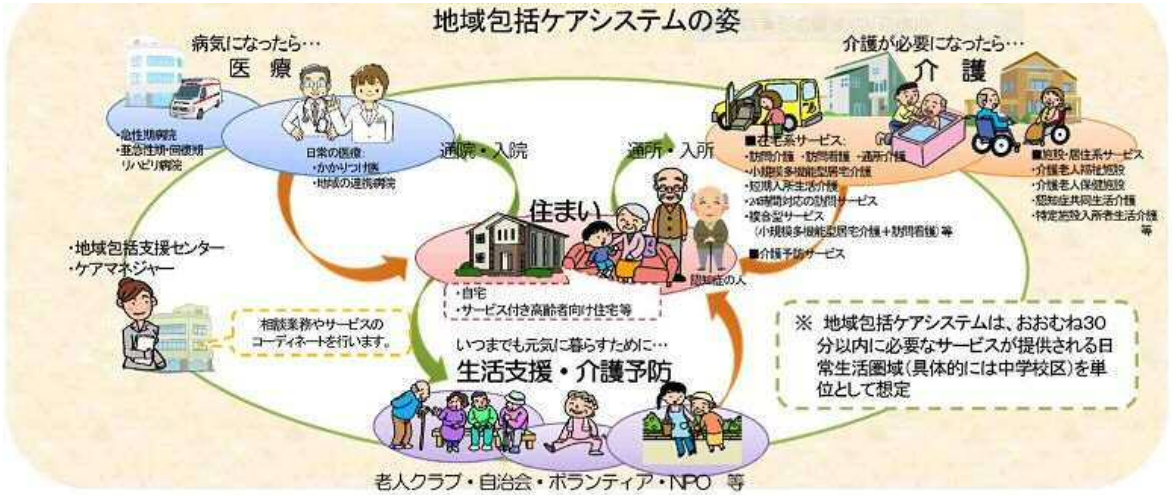 地域包括ケアシステムの姿
病気になったら…
医 療
・急性期病院
・亜急性期・回復期
リハビリ病院
日常の医療:
・かかりつけ医
・地域の連携病院
通院・入院
通所・入所
介護が必要になったら…
介 護
■在宅系サービス:
・訪問介護 ・訪問看護 ・通所介護
・小規模多機能型居宅介護
・短期入所生活介護
・24時間対応の訪問サービス
・複合型サービス
(小規模多機能型居宅介護+訪問看護)等
■介護予防サービス
■施設・居住系サービス
・介護老人福祉施設
・介護老人保健施設
・認知症共同生活介護
・特定施設入所者生活介護
等
住まい
認知症の人
・自宅
・サービス付き高齢者向け住宅等
・地域包括支援センター
・ケアマネジャー
相談業務やサービスの
コーディネートを行います。
いつまでも元気に暮らすために…
生活支援・介護予防
老人クラブ・自治会・ボランティア・NPO 等
※ 地域包括ケアシステムは、おおむね30
分以内に必要なサービスが提供される日
常生活圏域(具体的には中学校区)を単
位として想定